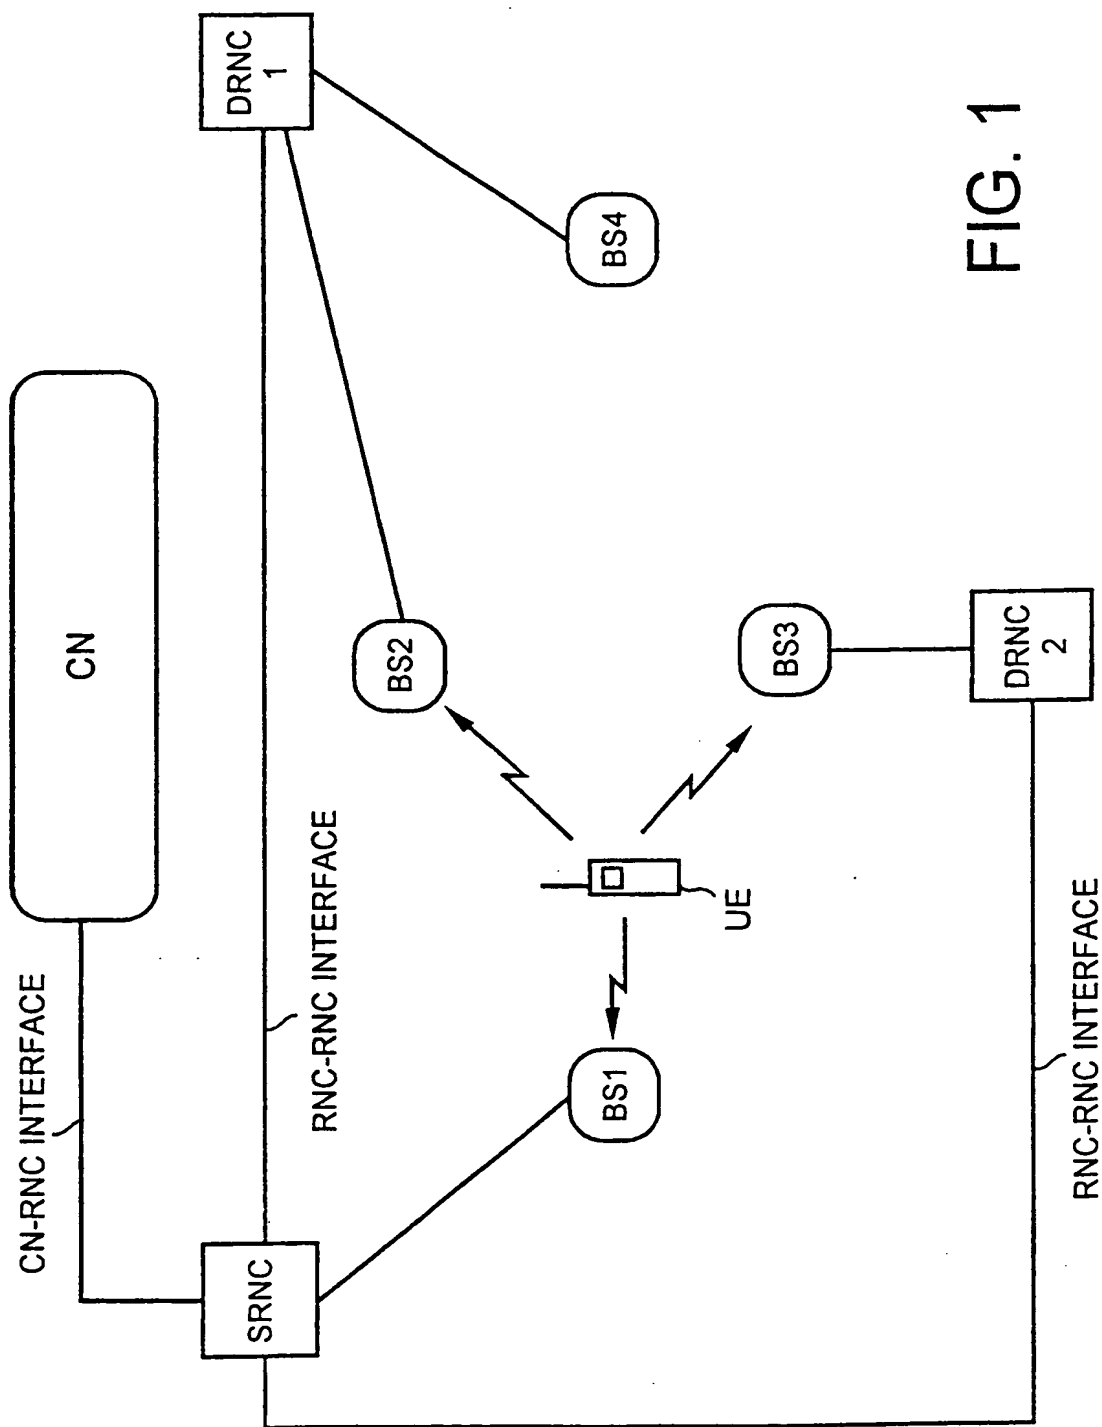 CN
CN-RNC INTERFACE
SRNC
RNC-RNC INTERFACE
DRNC
1
BS2
BS4
BS1
UE
BS3
DRNC
2
RNC-RNC INTERFACE
FIG. 1